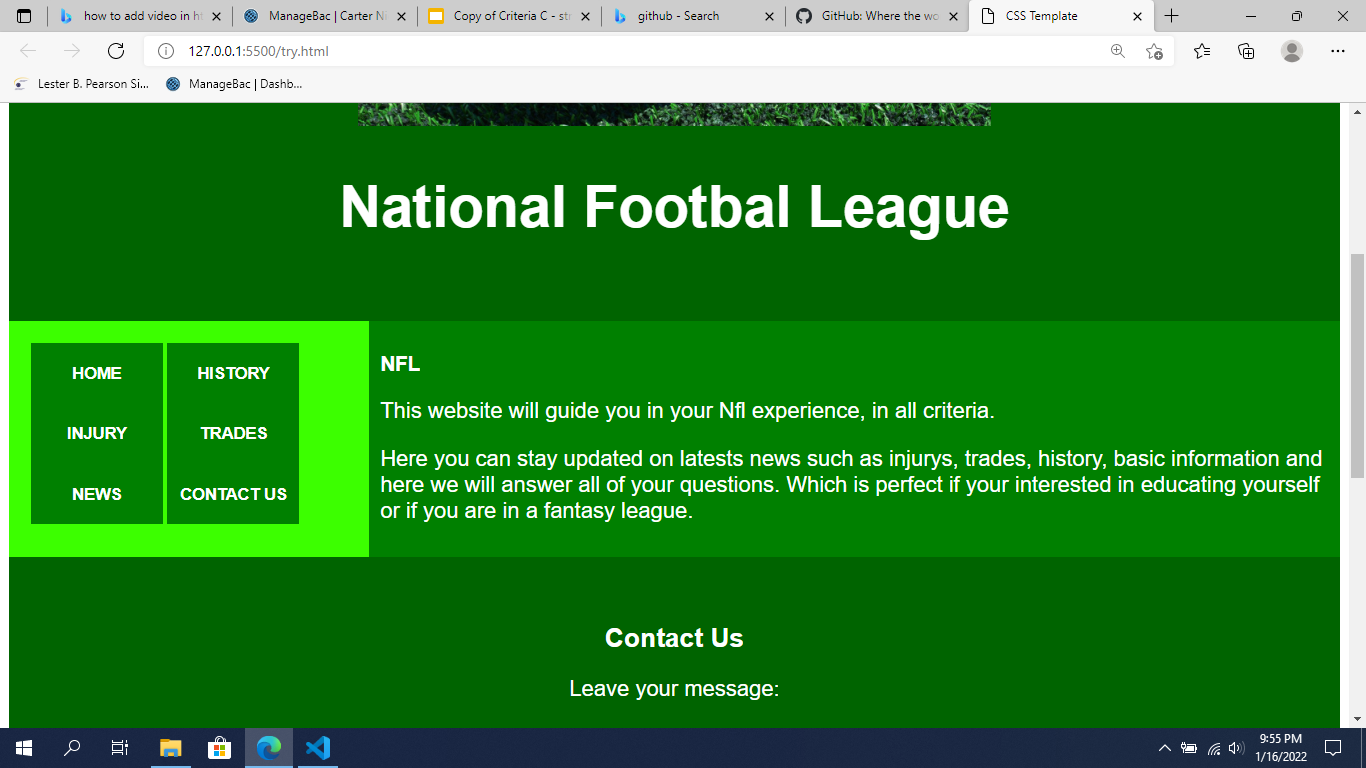 how to add video in ht
ManageBac | Carter Ni
Copy of Criteria C - str
github - Search
GitHub: Where the wo
CSS Template
127.0.0.1:5500/try.html
Lester B. Pearson Si...
ManageBac | Dashb...
National Footbal League
HOME HISTORY
INJURY TRADES
NEWS CONTACT US
NFL
This website will guide you in your Nfl experience, in all criteria.
Here you can stay updated on latests news such as injurys, trades, history, basic information and
here we will answer all of your questions. Which is perfect if your interested in educating yourself
or if you are in a fantasy league.
Contact Us
Leave your message:
9:55 PM
1/16/2022